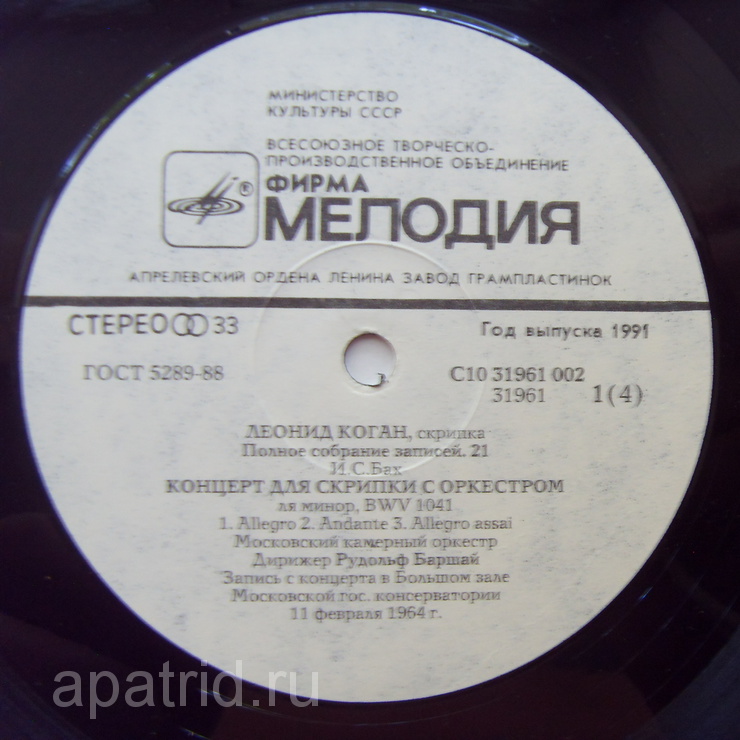 МИНИСТЕРСТВО
КУЛЬТУРЫ СССР
ВСЕСОЮЗНОЕ ТВОРЧЕСКО-
ПРОИЗВОДСТВЕННОЕ ОБЪЕДИНЕНИЕ
®
ФИРМА
МЕЛОДИЯ
АПРЕЛЕВСКИЙ ОРДЕНА ЛЕНИНА ЗАВОД ГРАМПЛАСТИНОК
СТЕРЕО 33
Год выпуска 1991
ГОСТ 5289-88
С10 31961 002
31961 1(4)
ЛЕОНИД КОГАН, скрипка
Полное собрание записей. 21
И.С.Бах
КОНЦЕРТ ДЛЯ СКРИПКИ С ОРКЕСТРОМ
ля минор, BWV 1041
1. Allegro 2. Andante 3. Allegro assai
Московский камерный оркестр
Дирижер Рудольф Баршай
Запись с концерта в Большом зале
Московской гос. консерватории
11 февраля 1964 г.
apatrid.ru